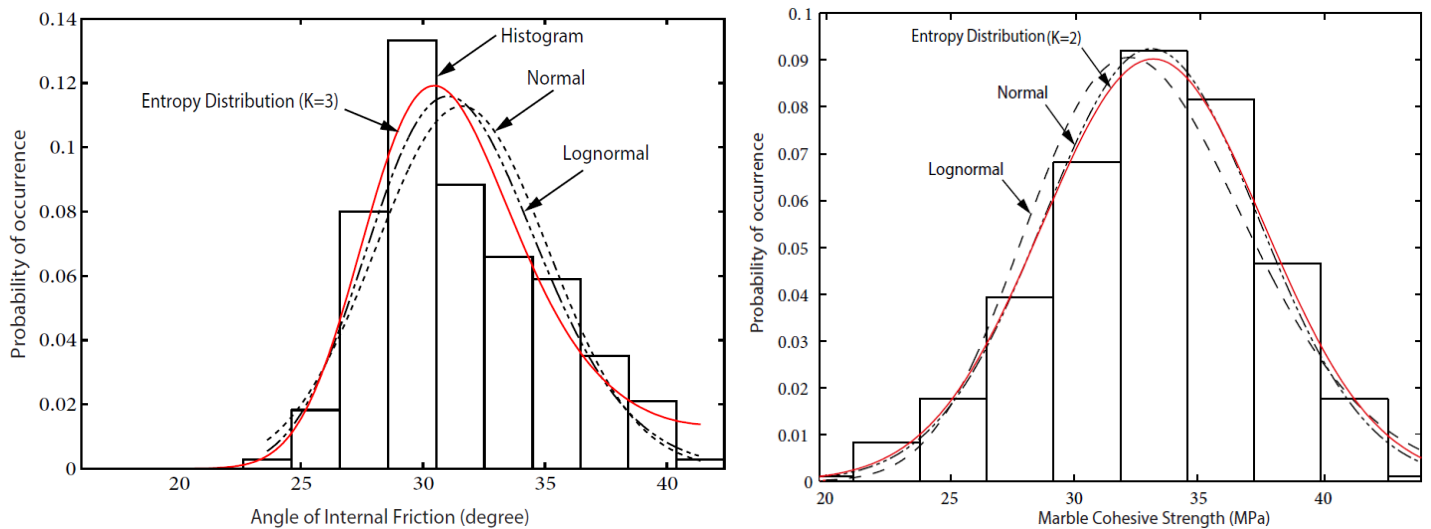 0.14
0.12
0.1
0.08
0.06
0.04
0.02
0
Probability of occurrence
Histogram
Normal
Entropy Distribution (K=3)
Lognormal
20
25
30
35
40
Angle of Internal Friction (degree)
0.1
0.09
0.08
0.07
0.06
0.05
0.04
0.03
0.02
0.01
0
Probability of occurrence
Entropy Distribution (K=2)
Normal
Lognormal
20
25
30
35
40
Marble Cohesive Strength (MPa)